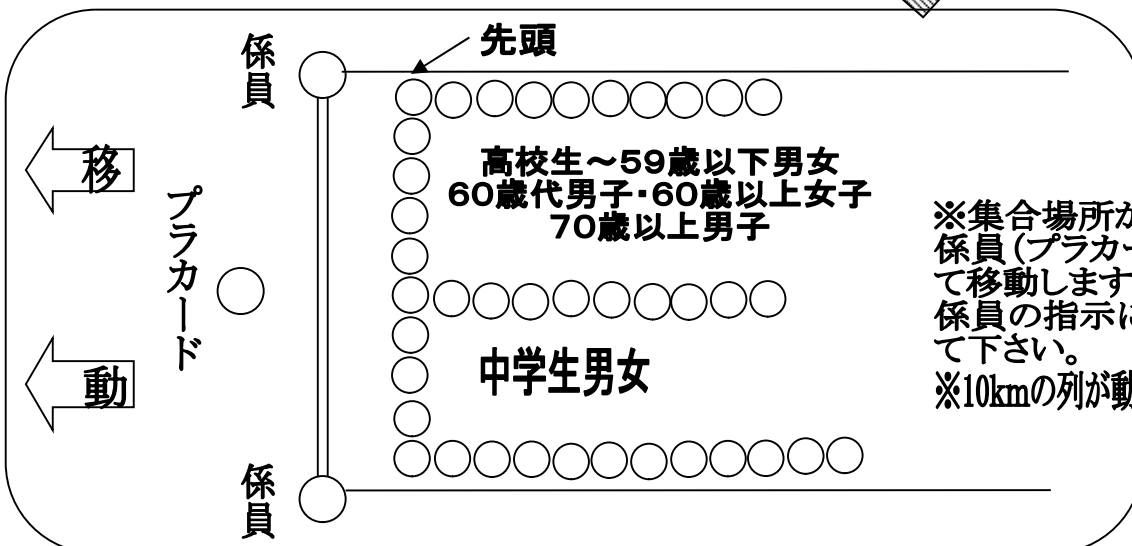 先頭
係員
移
動
プラカード
係員
高校生～59歳以下男女
60歳代男子・60歳以上女子
70歳以上男子
中学生男女
※集合場所か
係員(プラカー
て移動します
係員の指示に
て下さい。
※10kmの列が動